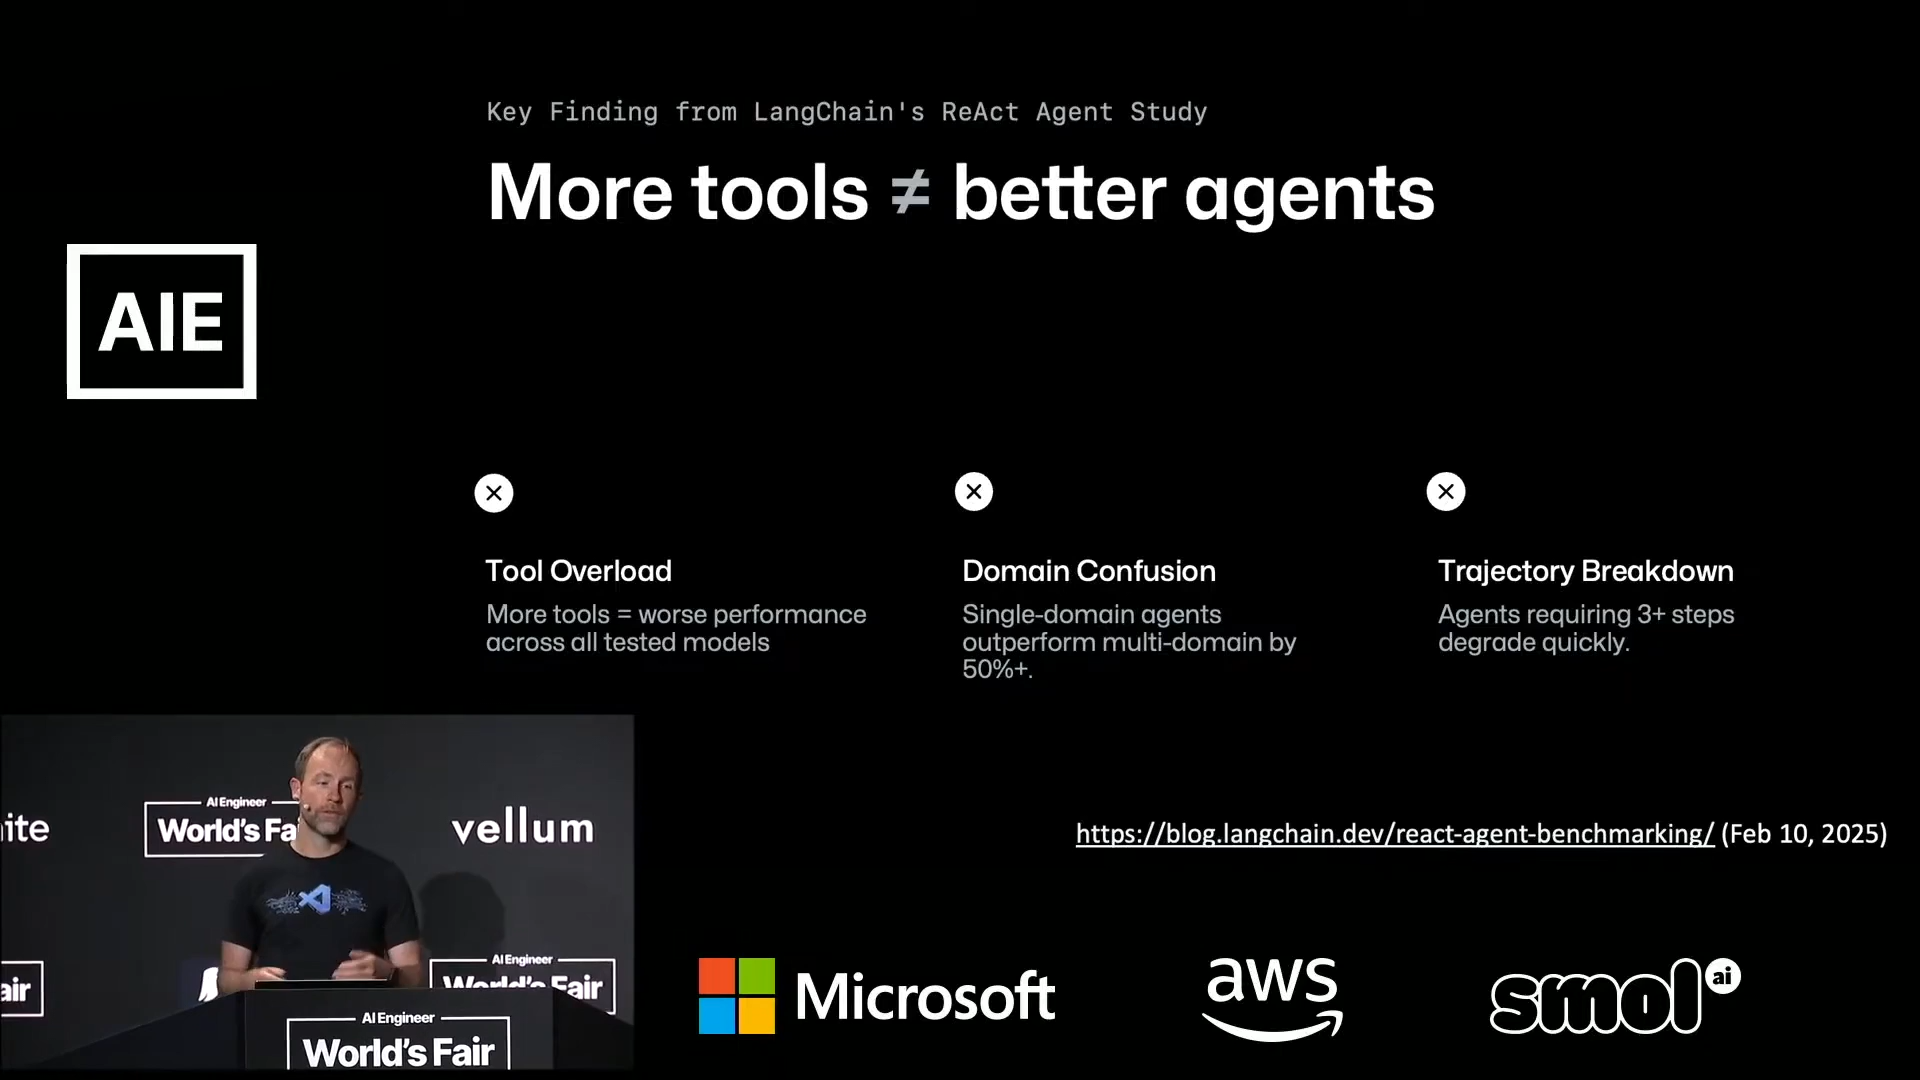 Key Finding from LangChain's ReAct Agent Study
More tools ≠ better agents
AIE
Tool Overload
More tools = worse performance
across all tested models
Domain Confusion
Single-domain agents
outperform multi-domain by
50%+.
Trajectory Breakdown
Agents requiring 3+ steps
degrade quickly.
https://blog.langchain.dev/react-agent-benchmarking/ (Feb 10, 2025)
AI Engineer
World's Fa
vellum
AI Engineer
World's Fair
AI Engineer
World's Fair
Microsoft
aws
smol ai